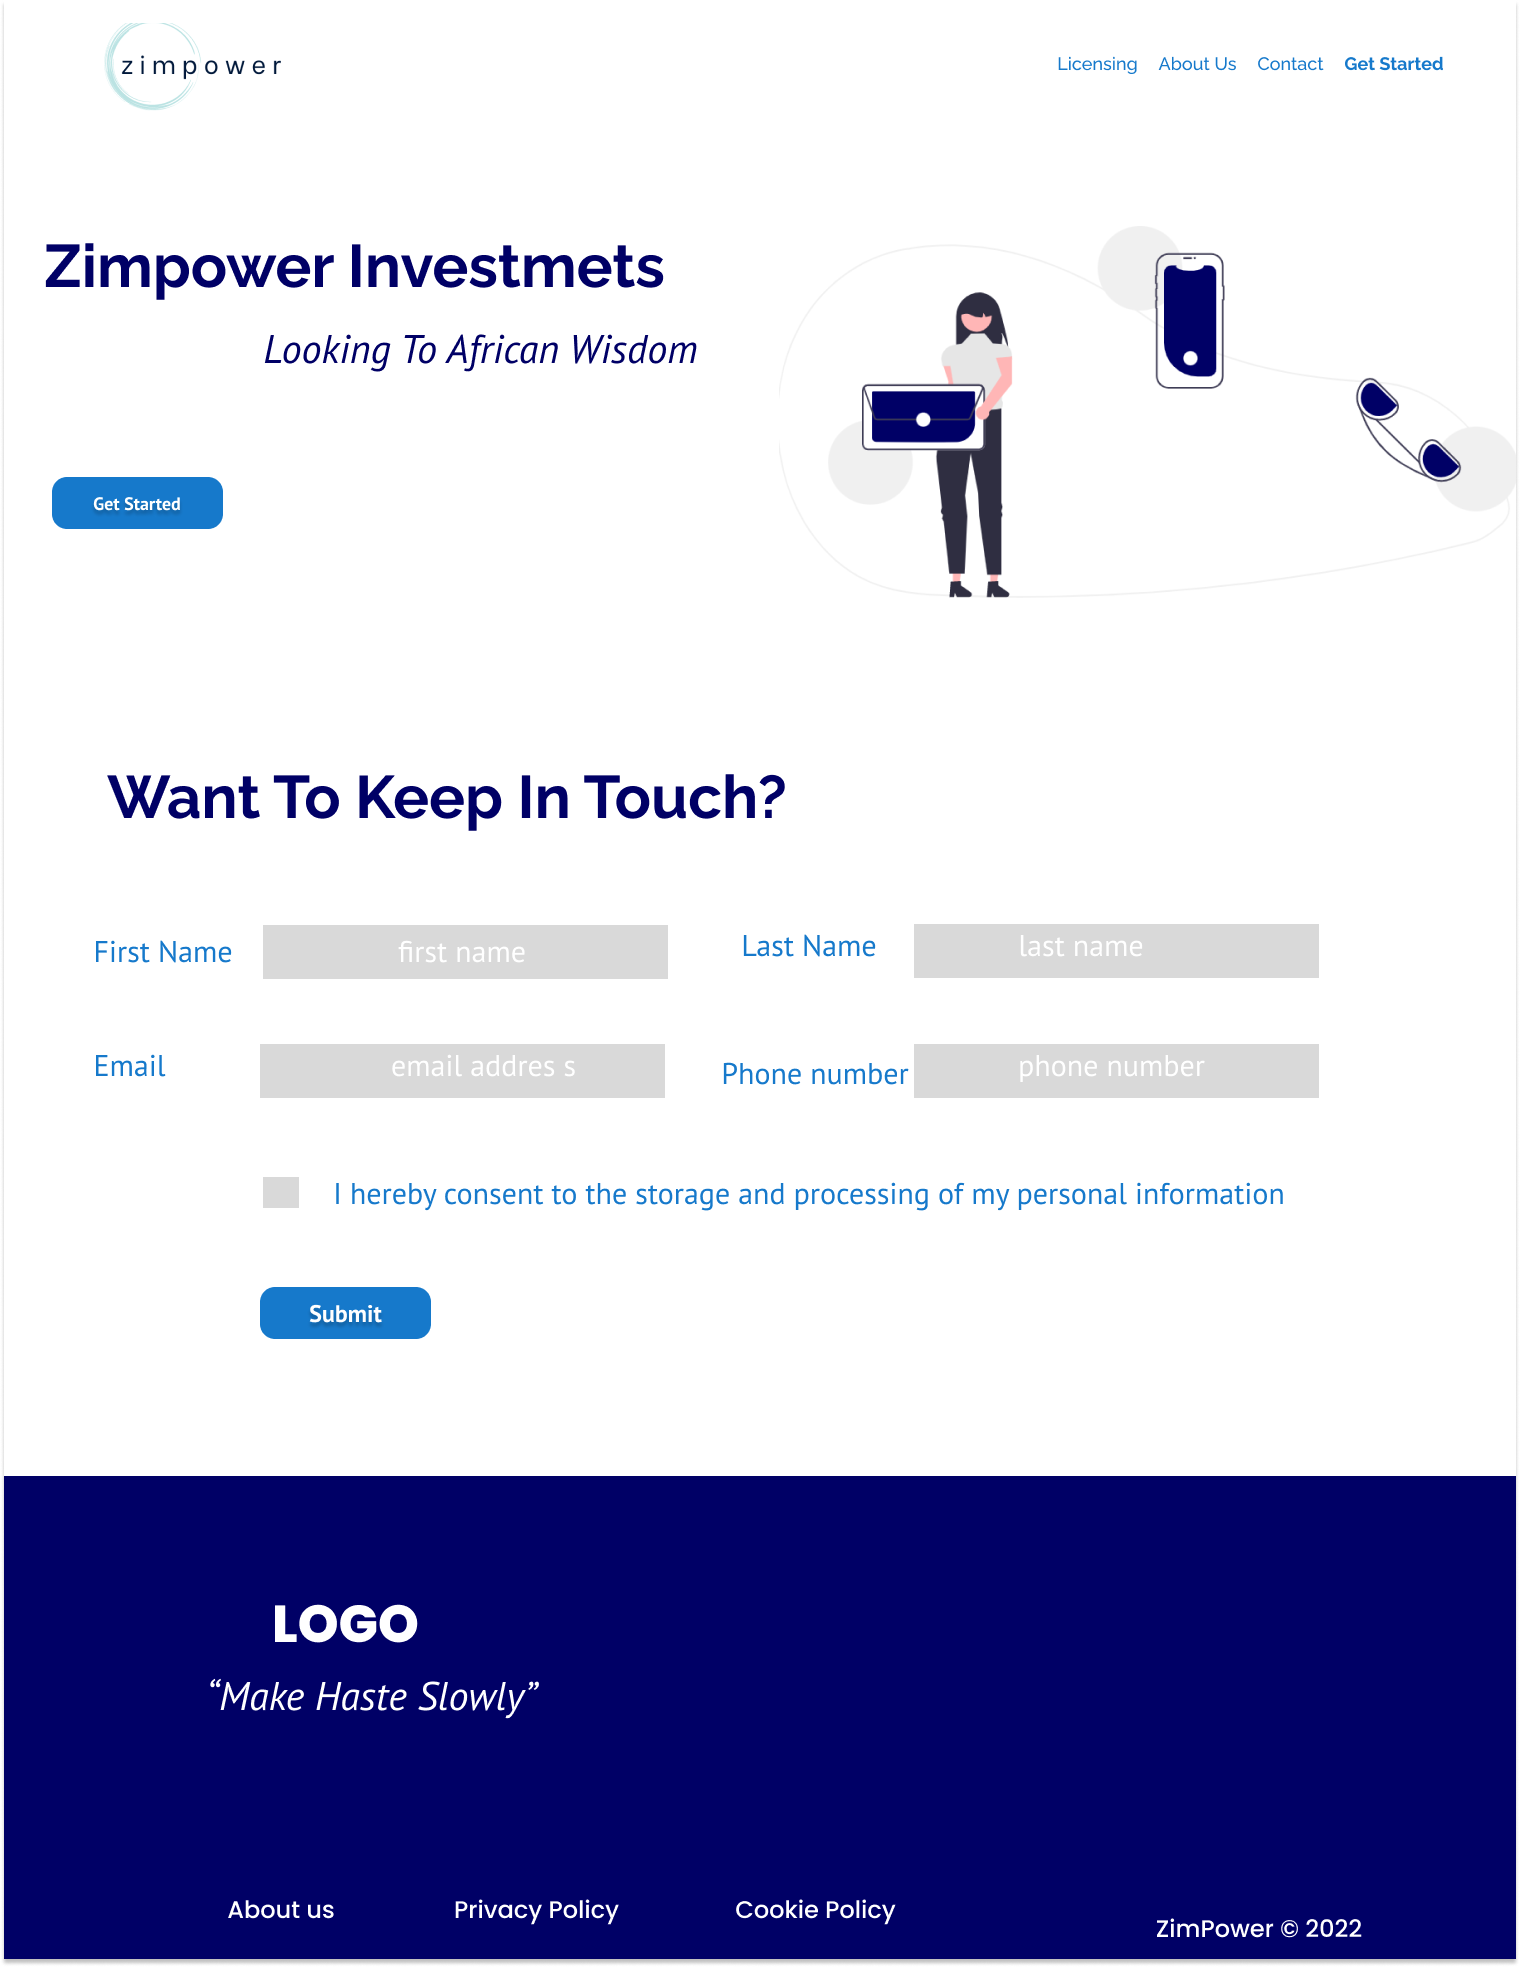 zimpower
Licensing About Us Contact Get Started
Zimpower Investmets
Looking To African Wisdom
Get Started
Want To Keep In Touch?
First Name first name Last Name last name
Email email addres s Phone number phone number
I hereby consent to the storage and processing of my personal information
Submit
LOGO
“Make Haste Slowly”
About us Privacy Policy Cookie Policy
ZimPower © 2022